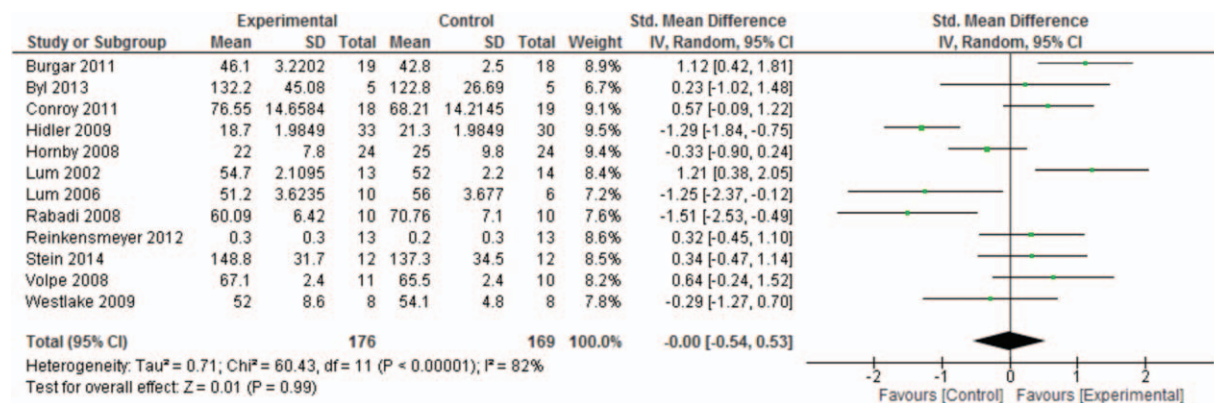 Experimental Control Std. Mean Difference Std. Mean Difference
Study or Subgroup Mean SD Total Mean SD Total Weight IV, Random, 95% CI IV, Random, 95% CI
Burgar 2011 46.1 3.2202 19 42.8 2.5 18 8.9% 1.12 [0.42, 1.81]
Byl 2013 132.2 45.08 5 122.8 26.69 5 6.7% 0.23 [-1.02, 1.48]
Conroy 2011 76.55 14.6584 18 68.21 14.2145 19 9.1% 0.57 [-0.09, 1.22]
Hidler 2009 18.7 1.9849 33 21.3 1.9849 30 9.5% -1.29 [-1.84, -0.75]
Hornby 2008 22 7.8 24 25 9.8 24 9.4% -0.33 [-0.90, 0.24]
Lum 2002 54.7 2.1095 13 52 2.2 14 8.4% 1.21 [0.38, 2.05]
Lum 2006 51.2 3.6235 10 56 3.677 6 7.2% -1.25 [-2.37, -0.12]
Rabadi 2008 60.09 6.42 10 70.76 7.1 10 7.6% -1.51 [-2.53, -0.49]
Reinkensmeyer 2012 0.3 0.3 13 0.2 0.3 13 8.6% 0.32 [-0.45, 1.10]
Stein 2014 148.8 31.7 12 137.3 34.5 12 8.5% 0.34 [-0.47, 1.14]
Volpe 2008 67.1 2.4 11 65.5 2.4 10 8.2% 0.64 [-0.24, 1.52]
Westlake 2009 52 8.6 8 54.1 4.8 8 7.8% -0.29 [-1.27, 0.70]
Total (95% CI) 176 169 100.0% -0.00 [-0.54, 0.53]
Heterogeneity: Tau² = 0.71; Chi² = 60.43, df = 11 (P < 0.00001); I² = 82%
Test for overall effect: Z = 0.01 (P = 0.99)
-2 -1 0 1 2
Favours [Control] Favours [Experimental]